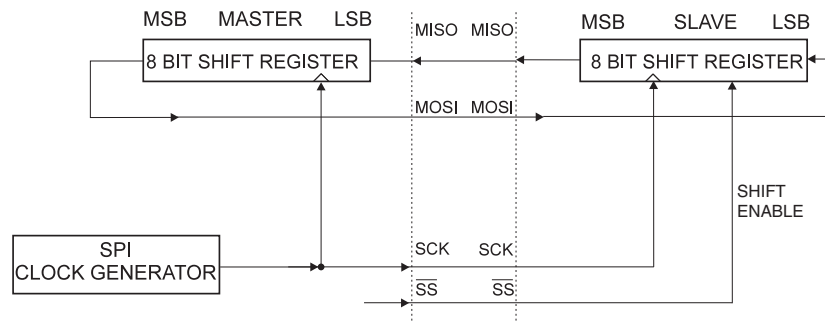 MSB MASTER LSB
MISO MISO
MSB SLAVE LSB
8 BIT SHIFT REGISTER
8 BIT SHIFT REGISTER
MOSI MOSI
SHIFT
ENABLE
SPI
CLOCK GENERATOR
SCK SCK
SS SS